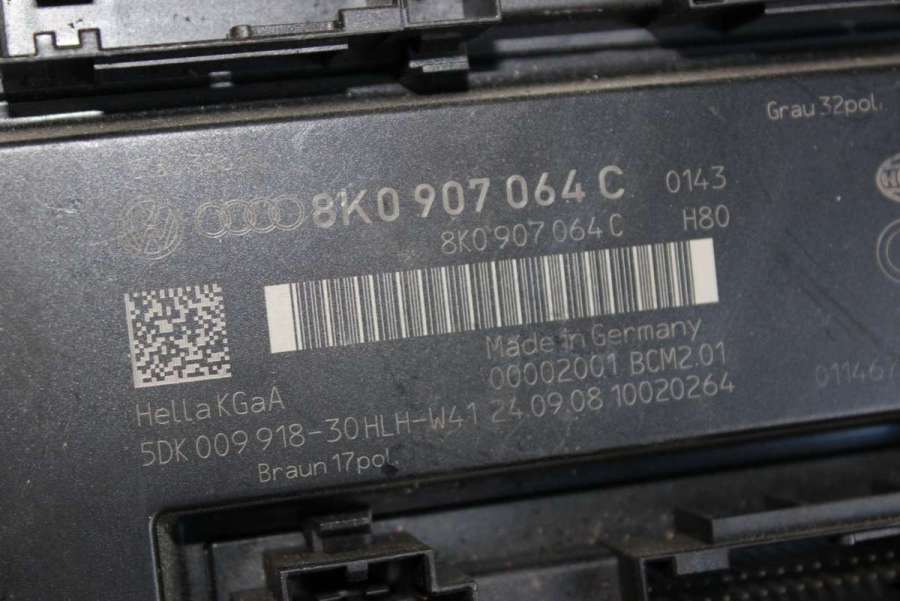 Grau 32pol.
8K0 907 064 C 0143
8K0 907 064 C H80
Made in Germany
00002001 BCM2.01
Hella KGaA
5DK 009 918-30 HLH-W41 24.09.08 10020264
Braun 17pol.